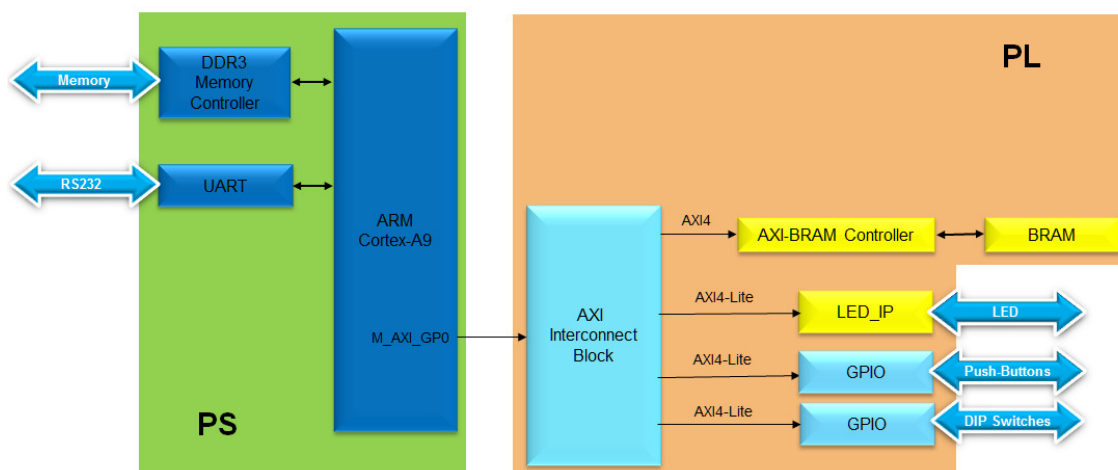 PL
DDR3
Memory
Controller
Memory
RS232
UART
ARM
Cortex-A9
M_AXI_GP0
PS
AXI
Interconnect
Block
AXI4
AXI-BRAM Controller
BRAM
AXI4-Lite
LED_IP
LED
AXI4-Lite
GPIO
Push-Buttons
AXI4-Lite
GPIO
DIP Switches